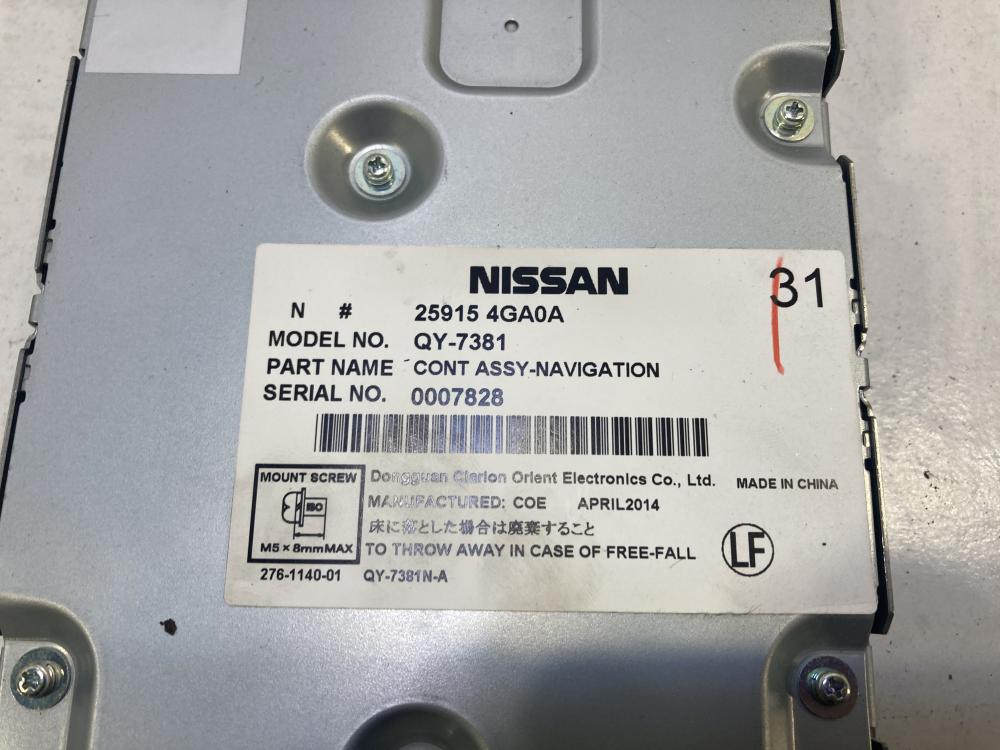 NISSAN
31
N # 25915 4GA0A
MODEL NO. QY-7381
PART NAME CONT ASSY-NAVIGATION
SERIAL NO. 0007828
MOUNT SCREW
ISO
M5×8mmMAX
Dongguan Clarion Orient Electronics Co., Ltd. MADE IN CHINA
MANUFACTURED: COE APRIL2014
床に落とした場合は廃棄すること
TO THROW AWAY IN CASE OF FREE-FALL
LF
276-1140-01 QY-7381N-A